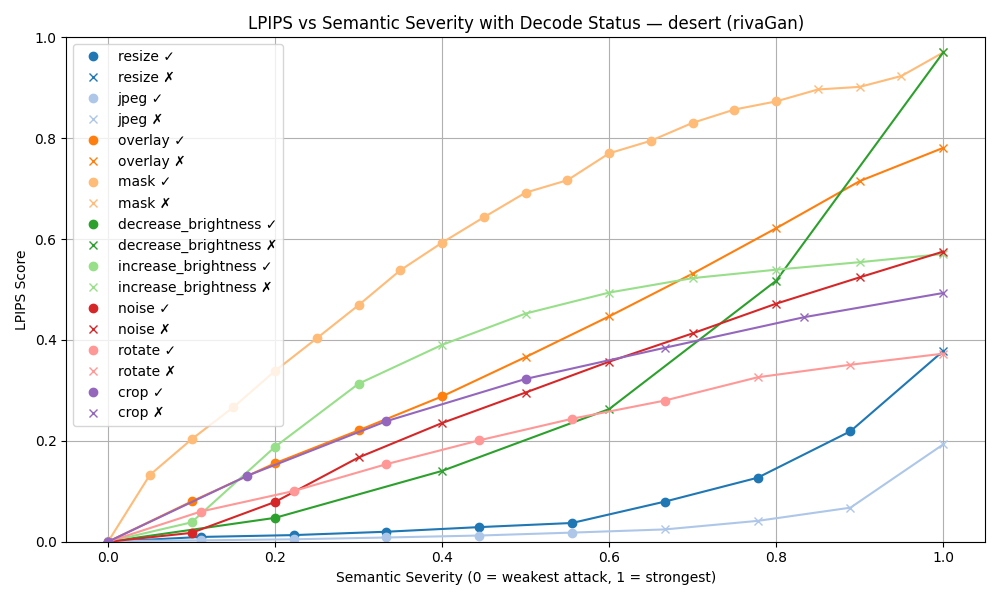 LPIPS vs Semantic Severity with Decode Status — desert (rivaGan)
LPIPS Score
1.0
0.8
0.6
0.4
0.2
0.0
resize ✓
resize ✗
jpeg ✓
jpeg ✗
overlay ✓
overlay ✗
mask ✓
mask ✗
decrease_brightness ✓
decrease_brightness ✗
increase_brightness ✓
increase_brightness ✗
noise ✓
noise ✗
rotate ✓
rotate ✗
crop ✓
crop ✗
0.0 0.2 0.4 0.6 0.8 1.0
Semantic Severity (0 = weakest attack, 1 = strongest)